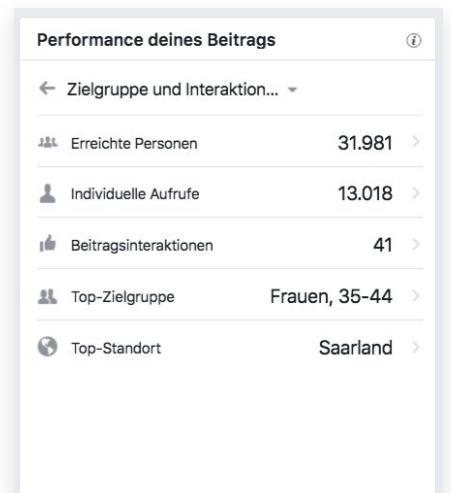 Performance deines Beitrags
Zielgruppe und Interaktion...
Erreichte Personen 31.981
Individuelle Aufrufe 13.018
Beitragsinteraktionen 41
Top-Zielgruppe Frauen, 35-44
Top-Standort Saarland